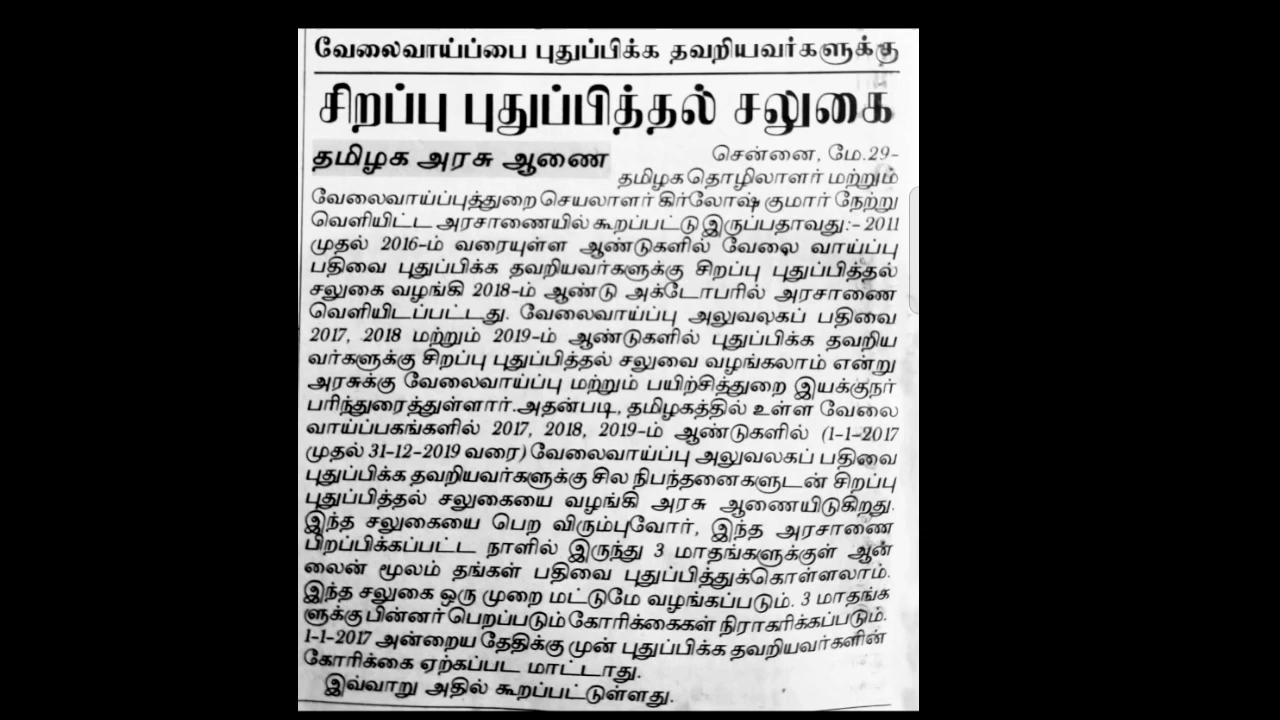 வேலைவாய்ப்பை புதுப்பிக்க தவறியவர்களுக்கு
சிறப்பு புதுப்பித்தல் சலுகை
தமிழக அரசு ஆணை
சென்னை, மே.29-
தமிழக தொழிலாளர் மற்றும்
வேலைவாய்ப்புத்துறை செயலாளர் கிர்லோஷ் குமார் நேற்று
வெளியிட்ட அரசாணையில் கூறப்பட்டு இருப்பதாவது:- 2011
முதல் 2016-ம் வரையுள்ள ஆண்டுகளில் வேலை வாய்ப்பு
பதிவை புதுப்பிக்க தவறியவர்களுக்கு சிறப்பு புதுப்பித்தல்
சலுகை வழங்கி 2018-ம் ஆண்டு அக்டோபரில் அரசாணை
வெளியிடப்பட்டது. வேலைவாய்ப்பு அலுவலகப் பதிவை
2017, 2018 மற்றும் 2019-ம் ஆண்டுகளில் புதுப்பிக்க தவறிய
வர்களுக்கு சிறப்பு புதுப்பித்தல் சலுவை வழங்கலாம் என்று
அரசுக்கு வேலைவாய்ப்பு மற்றும் பயிற்சித்துறை இயக்குநர்
பரிந்துரைத்துள்ளார்.அதன்படி, தமிழகத்தில் உள்ள வேலை
வாய்ப்பகங்களில் 2017, 2018, 2019-ம் ஆண்டுகளில் (1-1-2017
முதல் 31-12-2019 வரை) வேலைவாய்ப்பு அலுவலகப் பதிவை
புதுப்பிக்க தவறியவர்களுக்கு சில நிபந்தனைகளுடன் சிறப்பு
புதுப்பித்தல் சலுகையை வழங்கி அரசு ஆணையிடுகிறது.
இந்த சலுகையை பெற விரும்புவோர், இந்த அரசாணை
பிறப்பிக்கப்பட்ட நாளில் இருந்து 3 மாதங்களுக்குள் ஆன்
லைன் மூலம் தங்கள் பதிவை புதுப்பித்துக்கொள்ளலாம்.
இந்த சலுகை ஒரு முறை மட்டுமே வழங்கப்படும். 3 மாதங்க
ளுக்கு பின்னர் பெறப்படும் கோரிக்கைகள் நிராகரிக்கப்படும்.
1-1-2017 அன்றைய தேதிக்கு முன் புதுப்பிக்க தவறியவர்களின்
கோரிக்கை ஏற்கப்பட மாட்டாது.
இவ்வாறு அதில் கூறப்பட்டுள்ளது.